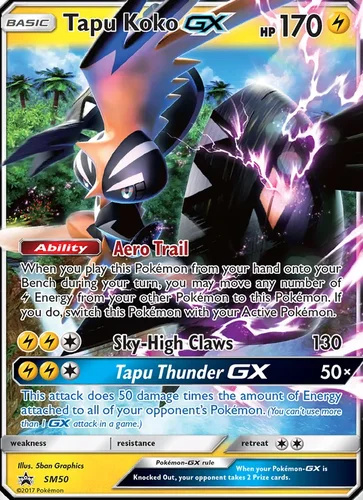 BASIC Tapu Koko GX HP 170
Ability Aero Trail
When you play this Pokémon from your hand onto your
Bench during your turn, you may move any number of
Energy from your other Pokémon to this Pokémon. If
you do, switch this Pokémon with your Active Pokémon.
Sky-High Claws 130
Tapu Thunder GX 50×
This attack does 50 damage times the amount of Energy
attached to all of your opponent's Pokémon. (You can't use more
than 1 GX attack in a game.)
weakness resistance retreat
Illus. 5ban Graphics
Pokémon-GX rule
SM50
When your Pokémon-GX is
Knocked Out, your opponent takes 2 Prize cards.
©2017 Pokémon